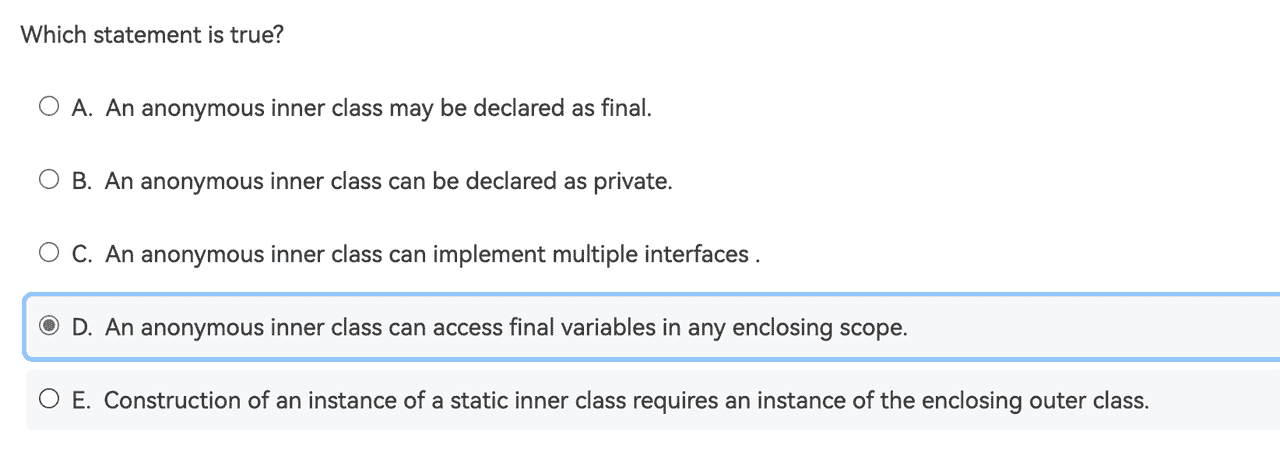 Which statement is true?
A. An anonymous inner class may be declared as final.
B. An anonymous inner class can be declared as private.
C. An anonymous inner class can implement multiple interfaces .
D. An anonymous inner class can access final variables in any enclosing scope.
E. Construction of an instance of a static inner class requires an instance of the enclosing outer class.